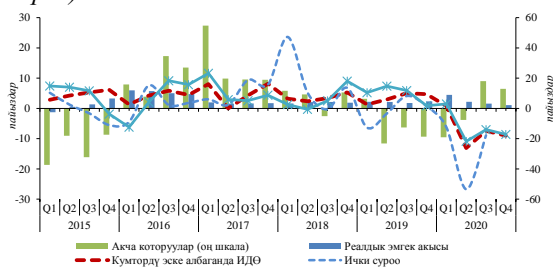 30 60
20 40
10 20
0 0
-10 -20
-20 -40
-30 -60
пайыздар
Q1 Q2 Q3 Q4 Q1 Q2 Q3 Q4 Q1 Q2 Q3 Q4 Q1 Q2 Q3 Q4 Q1 Q2 Q3 Q4 Q1 Q2 Q3 Q4
2015 2016 2017 2018 2019 2020
Акча которуулар (оң шкала) Реалдык эмгек акысы
Кумтордү эске албаганда ИДӨ Ички суроо